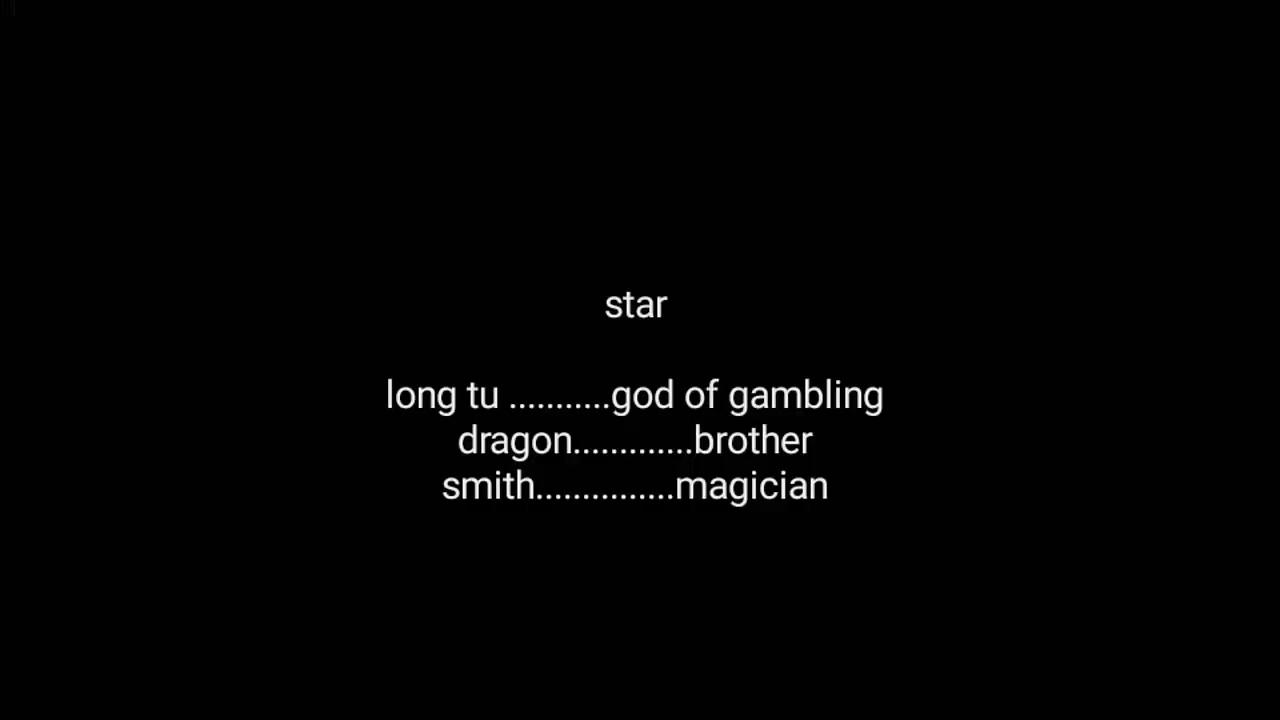 star
long tu ...........god of gambling
dragon.............brother
smith...............magician